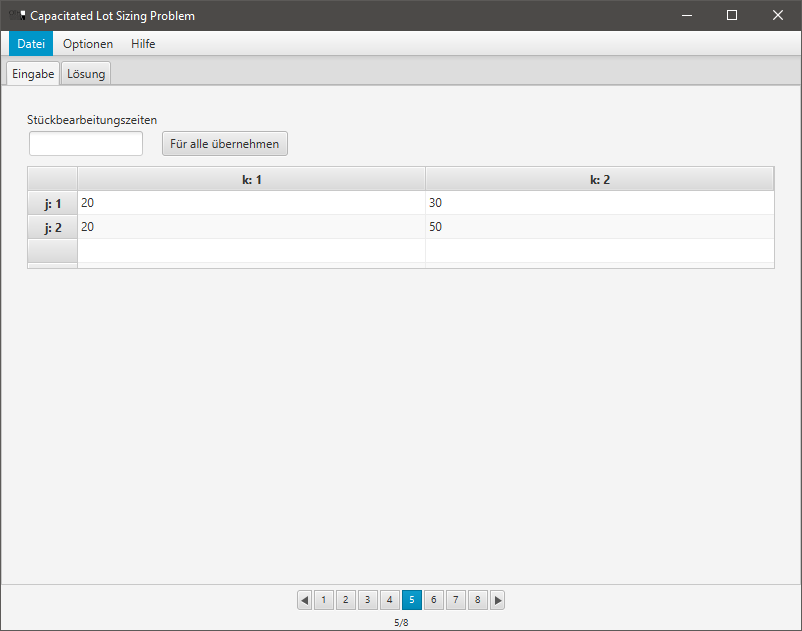 Capacitated Lot Sizing Problem
Datei Optionen Hilfe
Eingabe Lösung
Stückbearbeitungszeiten
Für alle übernehmen
k: 1 k: 2
j: 1 20 30
j: 2 20 50
1 2 3 4 5 6 7 8
5/8